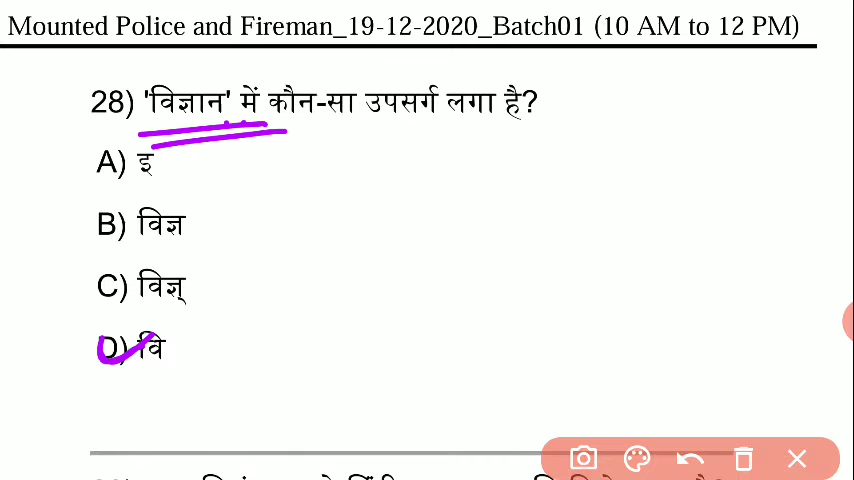 Mounted Police and Fireman_19-12-2020_Batch01 (10 AM to 12 PM)
28) 'विज्ञान' में कौन-सा उपसर्ग लगा है?
A) इ
B) विज्ञ
C) विज्ञ्
D) वि